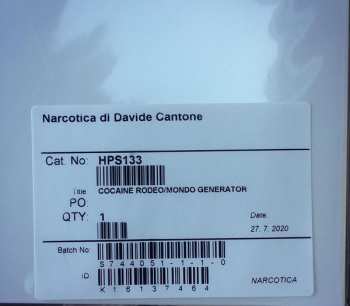 Narcotica di Davide Cantone
Cat. No: HPS133
Title COCAINE RODEO/MONDO GENERATOR
PO:
QTY: 1 Date:
27. 7. 2020
Batch No:
S744051-1-1-0
ID:
K16137464
NARCOTICA